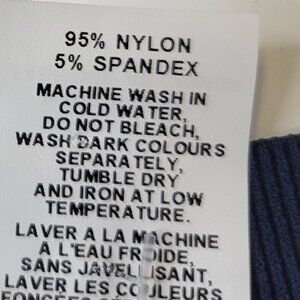 95% NYLON
5% SPANDEX
MACHINE WASH IN
COLD WATER,
DO NOT BLEACH,
WASH DARK COLOURS
SEPARATELY,
TUMBLE DRY
AND IRON AT LOW
TEMPERATURE.
LAVER A LA MACHINE
A L'EAU FROIDE,
SANS JAVELLISANT,
LAVER LES COULEURS